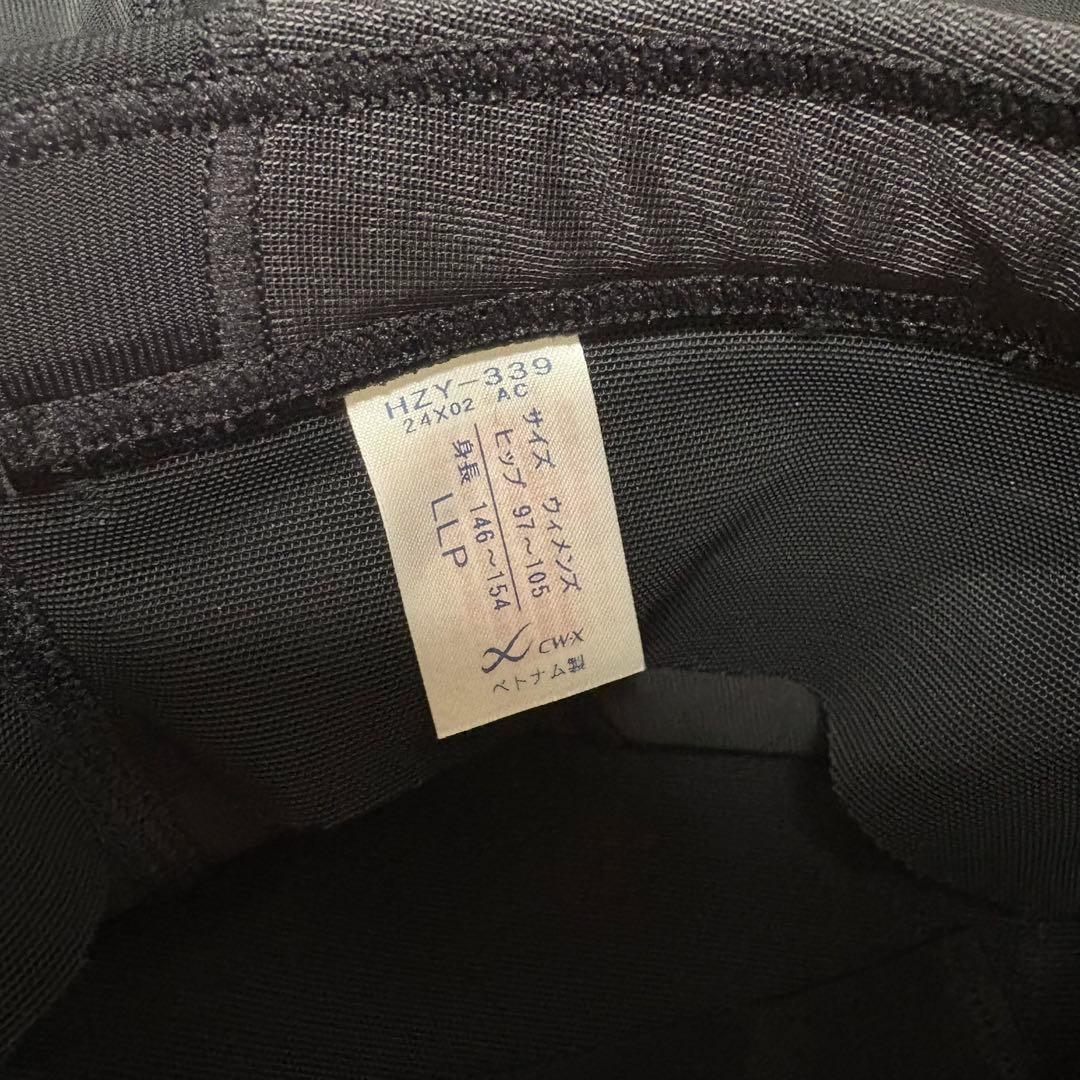 HZY-339
24X02 AC
サイズ ウィメンズ
ヒップ 97～105
身長 146～154
LLP
CW-X
ベトナム製